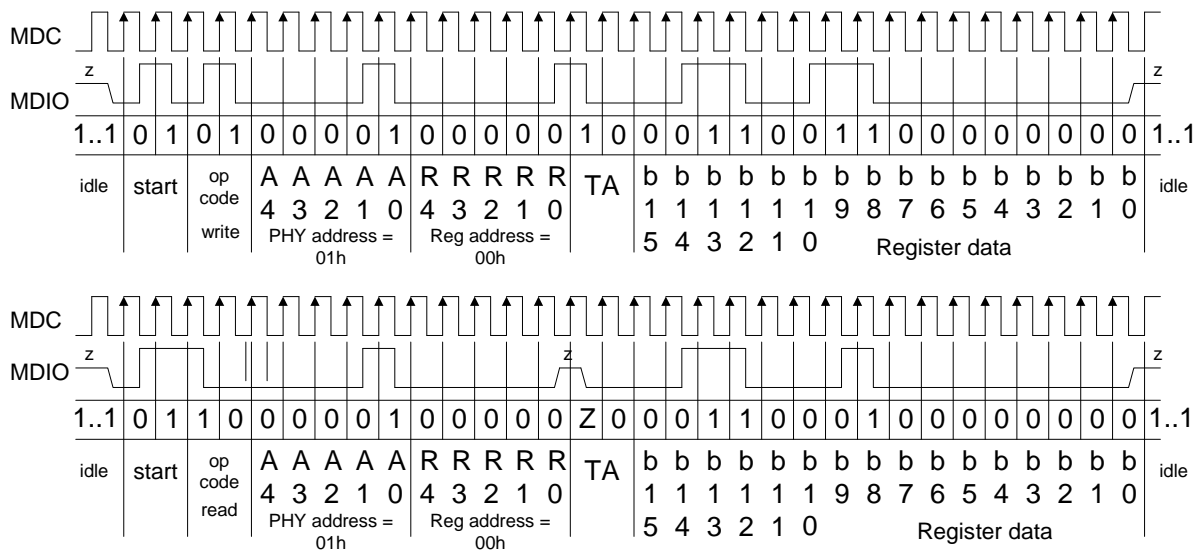 MDC
z z
MDIO
1..1 0 1 0 1 0 0 0 0 1 0 0 0 0 0 1 0 0 0 1 1 0 0 1 1 0 0 0 0 0 0 0 0 1..1
idle start op code write A4 A3 A2 A1 A0 R4 R3 R2 R1 R0 TA b15 b14 b13 b12 b11 b10 b9 b8 b7 b6 b5 b4 b3 b2 b1 b0 idle
PHY address = 01h Reg address = 00h Register data
MDC
z z z
MDIO
1..1 0 1 1 0 0 0 0 0 1 0 0 0 0 0 Z 0 0 0 1 1 0 0 0 1 0 0 0 0 0 0 0 0 1..1
idle start op code read A4 A3 A2 A1 A0 R4 R3 R2 R1 R0 TA b15 b14 b13 b12 b11 b10 b9 b8 b7 b6 b5 b4 b3 b2 b1 b0 idle
PHY address = 01h Reg address = 00h Register data